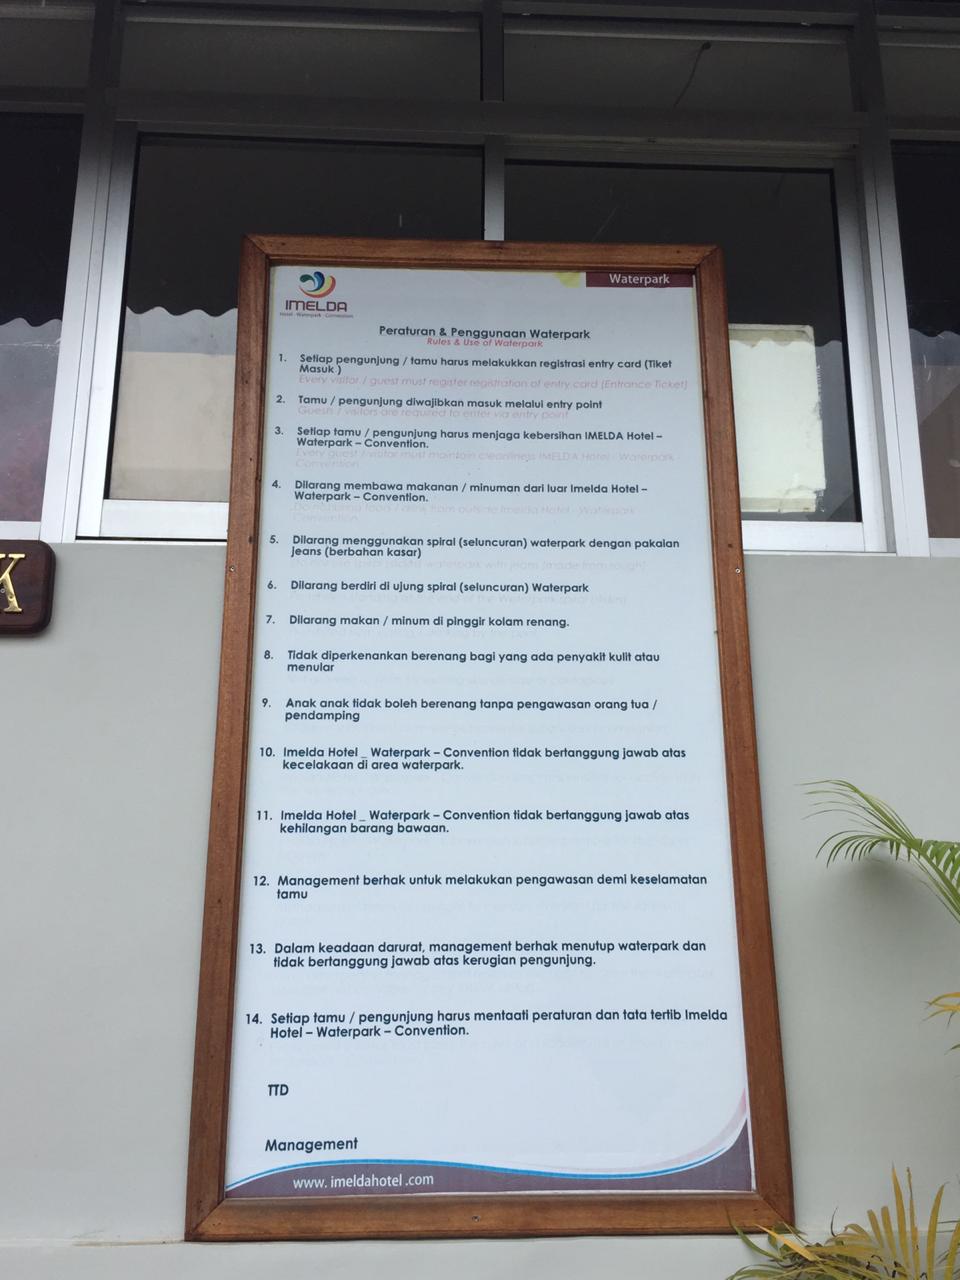 IMELDA
Hotel - Waterpark - Convention
Waterpark
Peraturan & Penggunaan Waterpark
Rules & Use of Waterpark
1. Setiap pengunjung / tamu harus melakukkan registrasi entry card (Tiket
Masuk )
Every visitor / guest must register registration of entry card (Entrance Ticket)
2. Tamu / pengunjung diwajibkan masuk melalui entry point
Guests / visitors are required to enter via entry point
3. Setiap tamu / pengunjung harus menjaga kebersihan IMELDA Hotel –
Waterpark – Convention.
Every guest / visitor must maintain cleanliness IMELDA Hotel - Waterpark -
Convention
4. Dilarang membawa makanan / minuman dari luar Imelda Hotel –
Waterpark – Convention.
food / drink from outside Imelda Hotel - Waterpark
Convention
5. Dilarang menggunakan spiral (seluncuran) waterpark dengan pakaian
jeans (berbahan kasar)
Do not use spiral (slides) waterpark with jeans (made from rough)
6. Dilarang berdiri di ujung spiral (seluncuran) Waterpark
7. Dilarang makan / minum di pinggir kolam renang.
8. Tidak diperkenankan berenang bagi yang ada penyakit kulit atau
menular
9. Anak anak tidak boleh berenang tanpa pengawasan orang tua /
pendamping
10. Imelda Hotel _ Waterpark – Convention tidak bertanggung jawab atas
kecelakaan di area waterpark.
11. Imelda Hotel _ Waterpark – Convention tidak bertanggung jawab atas
kehilangan barang bawaan.
12. Management berhak untuk melakukan pengawasan demi keselamatan
tamu
13. Dalam keadaan darurat, management berhak menutup waterpark dan
tidak bertanggung jawab atas kerugian pengunjung.
14. Setiap tamu / pengunjung harus mentaati peraturan dan tata tertib Imelda
Hotel – Waterpark – Convention.
TTD
Management
www. imeldahotel .com
K